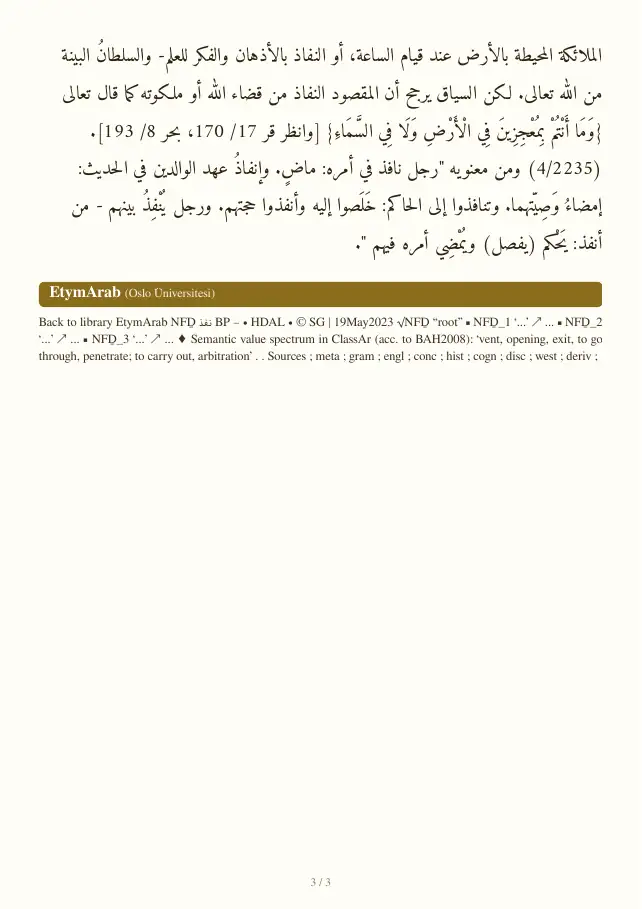 الملائكة المحيطة بالأرض عند قيام الساعة، أو النفاذ بالأذهان والفكر للعلم- والسلطانُ البينة
من الله تعالى. لكن السياق يرجح أن المقصود النفاذ من قضاء الله أو ملكوته كما قال تعالى
{وَمَا أَنْتُمْ بِمُعْجِزِينَ فِي الْأَرْضِ وَلَا فِي السَّمَاءِ} [وانظر قر 17/ 170، بحر 8/ 193].
(4/2235) ومن معنويه "رجل نافذ في أمره: ماضٍ. وإنفاذُ عهد الوالدين في الحديث:
إمضاءُ وَصِيّتهما. وتنافذوا إلى الحاكم: خَلَصوا إليه وأنفذوا حجتهم. ورجل يُنْفِذُ بينهم - من
أنفذ: يَحْكم (يفصل) ويُمْضِي أمره فيهم ".
EtymArab (Oslo Üniversitesi)
Back to library EtymArab NFḎ نفذ BP – • HDAL • © SG | 19May2023 √NFḎ “root” ▪ NFḎ_1 ‘...’ ↗ ... ▪ NFḎ_2
‘...’ ↗ ... ▪ NFḎ_3 ‘...’ ↗ ... ♦ Semantic value spectrum in ClassAr (acc. to BAH2008): ‘vent, opening, exit, to go
through, penetrate; to carry out, arbitration’ . . Sources ; meta ; gram ; engl ; conc ; hist ; cogn ; disc ; west ; deriv ;
3 / 3